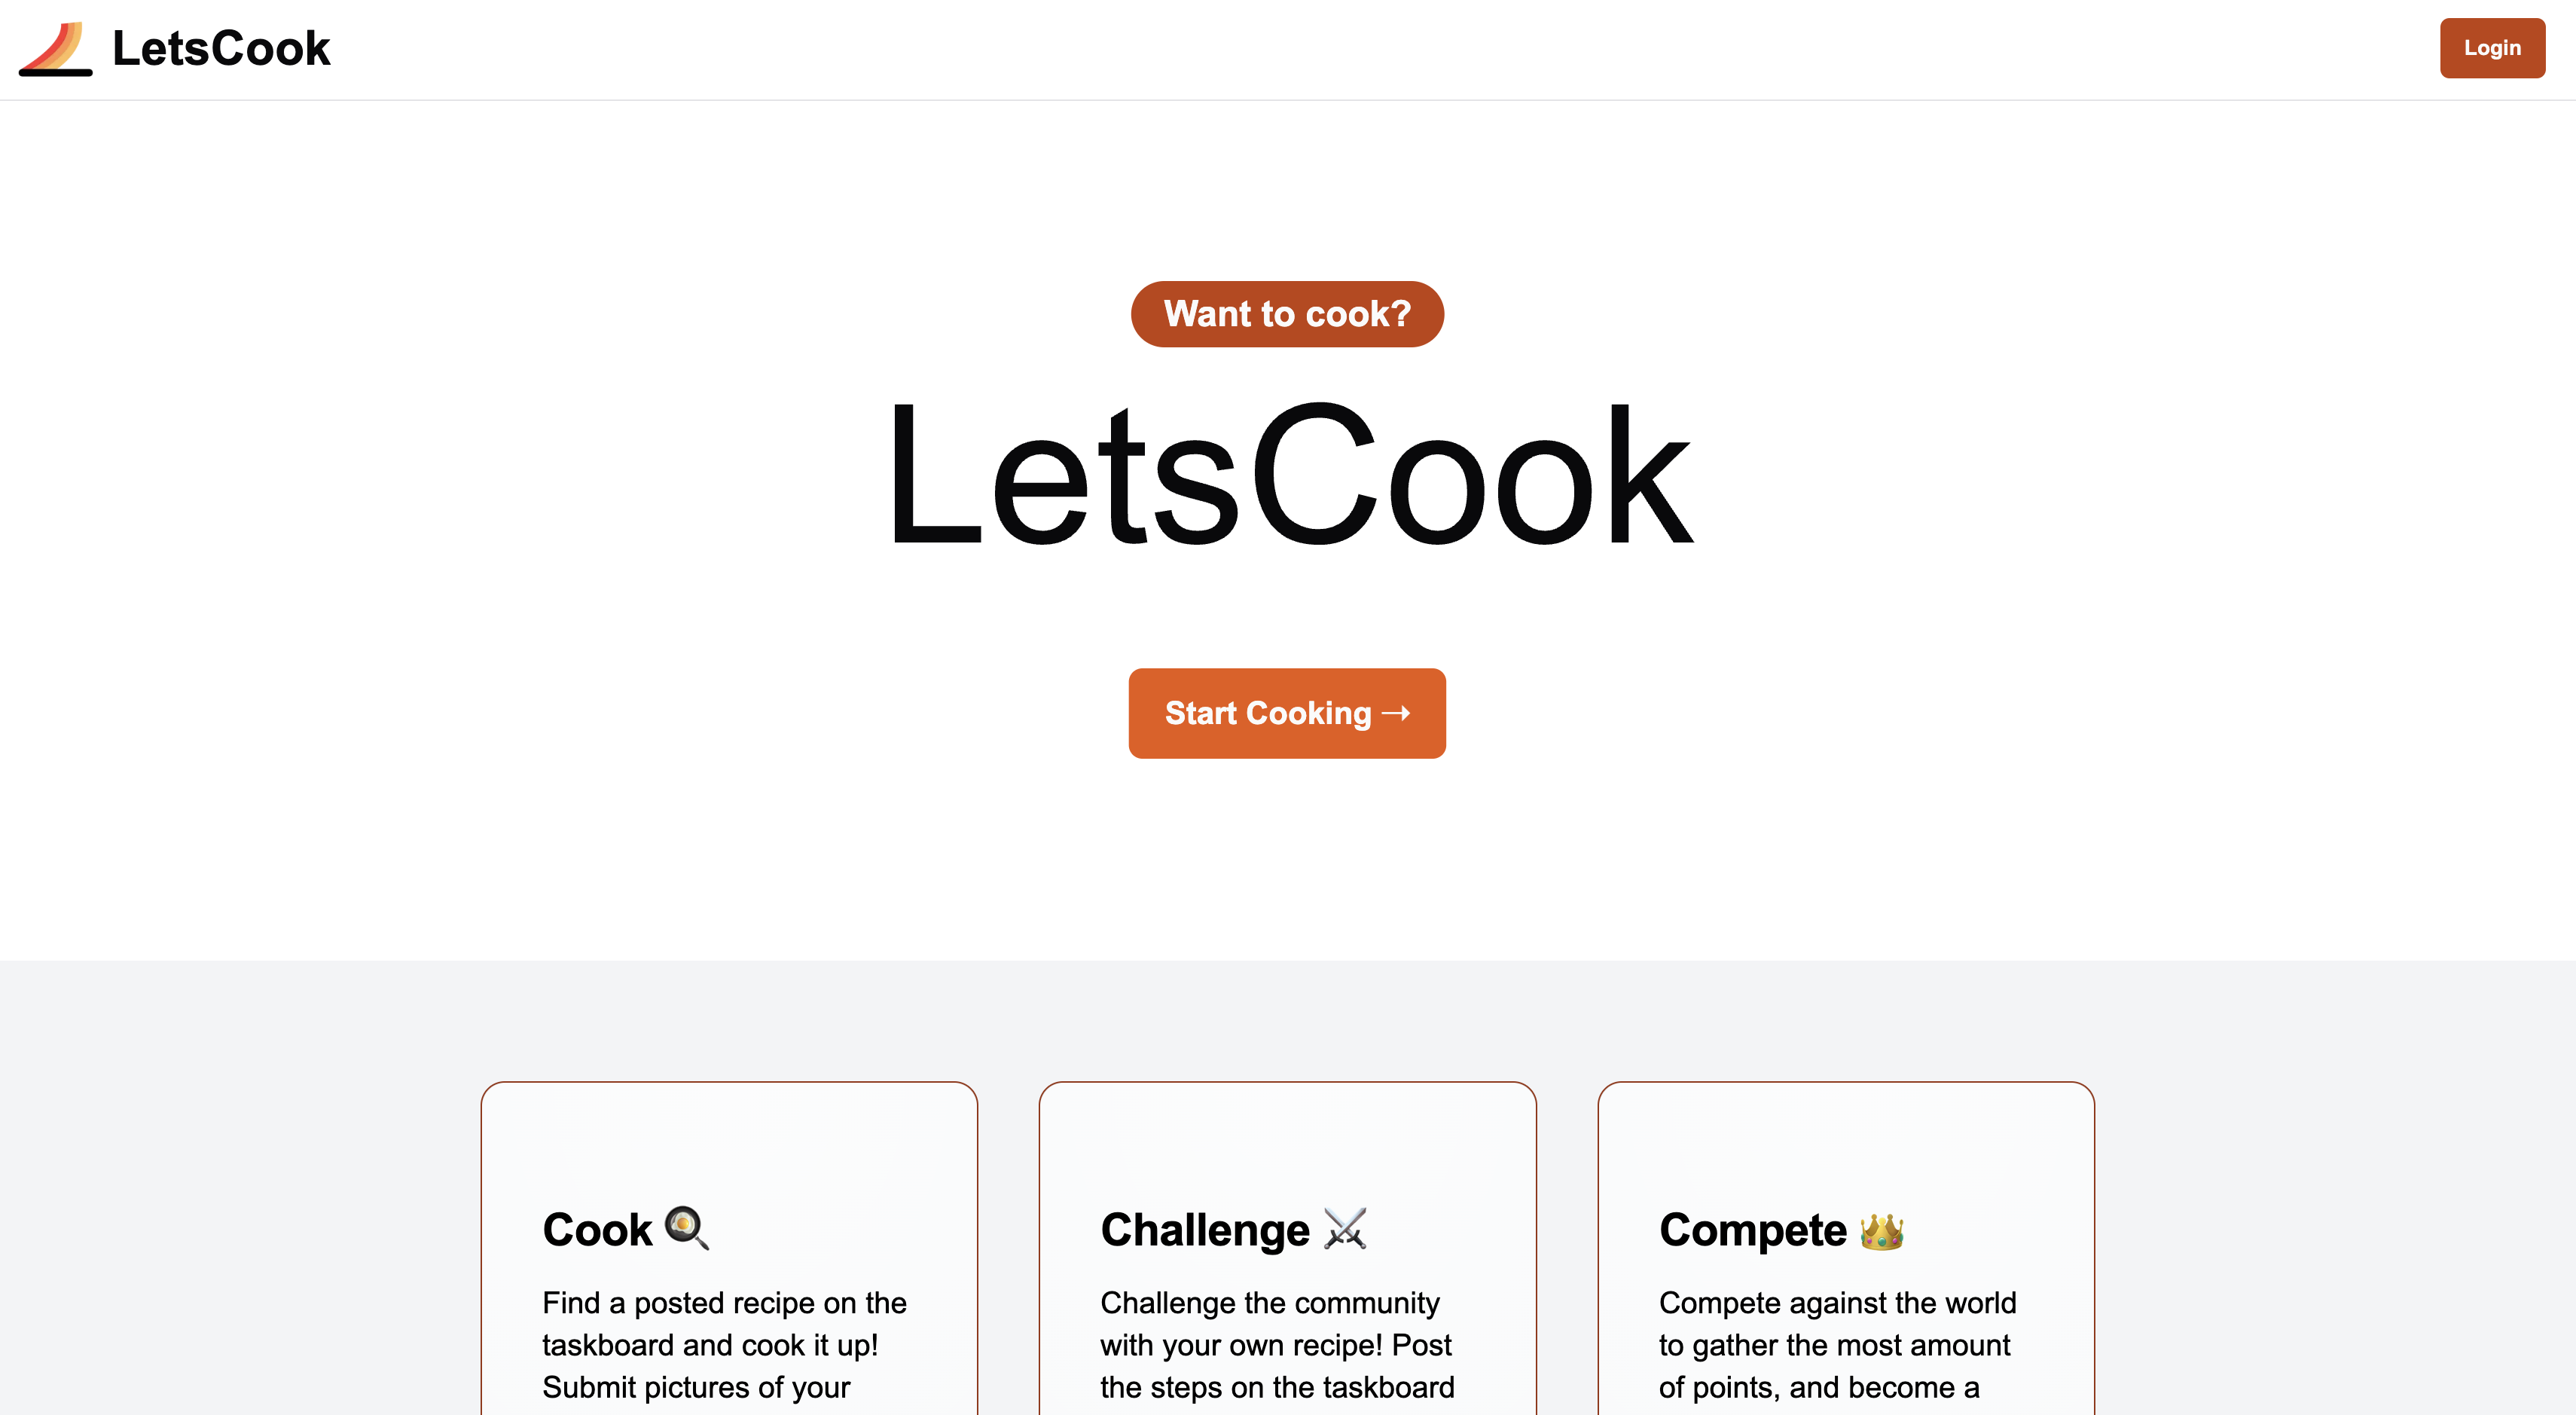 LetsCook
Login
Want to cook?
LetsCook
Start Cooking →
Cook 🍳
Find a posted recipe on the
taskboard and cook it up!
Submit pictures of your
Challenge ⚔️
Challenge the community
with your own recipe! Post
the steps on the taskboard
Compete 👑
Compete against the world
to gather the most amount
of points, and become a